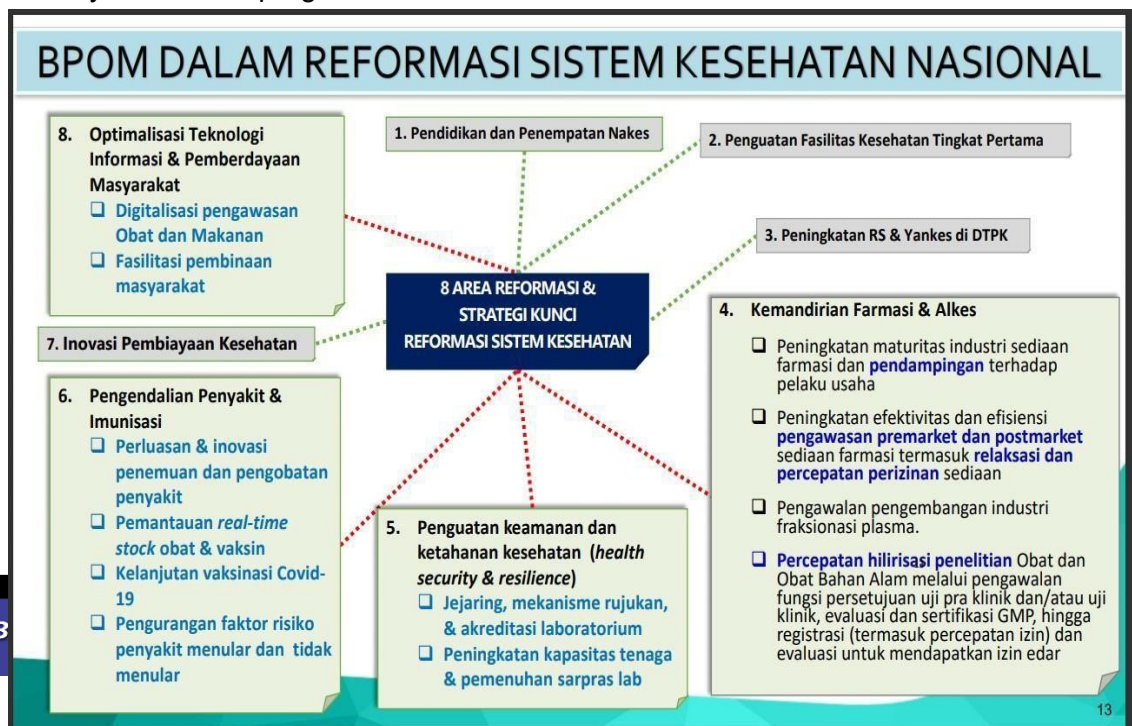 BPOM DALAM REFORMASI SISTEM KESEHATAN NASIONAL
1. Pendidikan dan Penempatan Nakes
2. Penguatan Fasilitas Kesehatan Tingkat Pertama
3. Peningkatan RS & Yankes di DTPK
8 AREA REFORMASI &
STRATEGI KUNCI
REFORMASI SISTEM KESEHATAN
4. Kemandirian Farmasi & Alkes
Peningkatan maturitas industri sediaan
farmasi dan pendampingan terhadap
pelaku usaha
Peningkatan efektivitas dan efisiensi
pengawasan premarket dan postmarket
sediaan farmasi termasuk relaksasi dan
percepatan perizinan sediaan
Pengawalan pengembangan industri
fraksionasi plasma.
Percepatan hilirisasi penelitian Obat dan
Obat Bahan Alam melalui pengawalan
fungsi persetujuan uji pra klinik dan/atau uji
klinik, evaluasi dan sertifikasi GMP, hingga
registrasi (termasuk percepatan izin) dan
evaluasi untuk mendapatkan izin edar
5. Penguatan keamanan dan
ketahanan kesehatan (health
security & resilience)
Jejaring, mekanisme rujukan,
& akreditasi laboratorium
Peningkatan kapasitas tenaga
& pemenuhan sarpras lab
6. Pengendalian Penyakit &
Imunisasi
Perluasan & inovasi
penemuan dan pengobatan
penyakit
Pemantauan real-time
stock obat & vaksin
Kelanjutan vaksinasi Covid-
19
Pengurangan faktor risiko
penyakit menular dan tidak
menular
7. Inovasi Pembiayaan Kesehatan
8. Optimalisasi Teknologi
Informasi & Pemberdayaan
Masyarakat
Digitalisasi pengawasan
Obat dan Makanan
Fasilitasi pembinaan
masyarakat
3
13